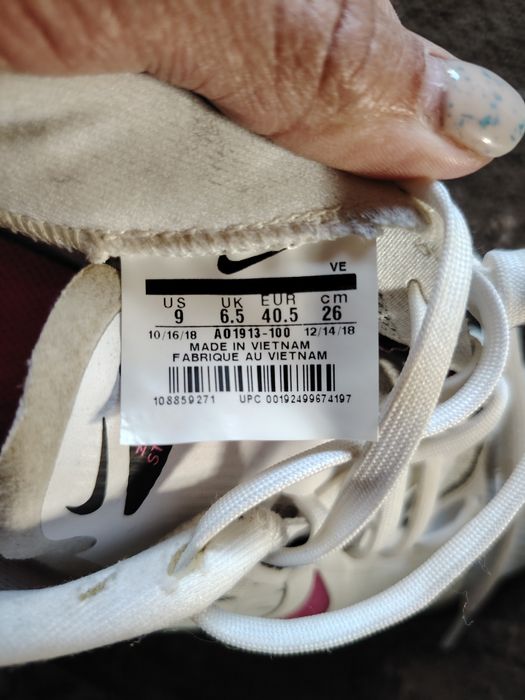 VE
US UK EUR cm
9 6.5 40.5 26
10/16/18 AO1913-100 12/14/18
MADE IN VIETNAM
FABRIQUE AU VIETNAM
108859271 UPC 00192499674197